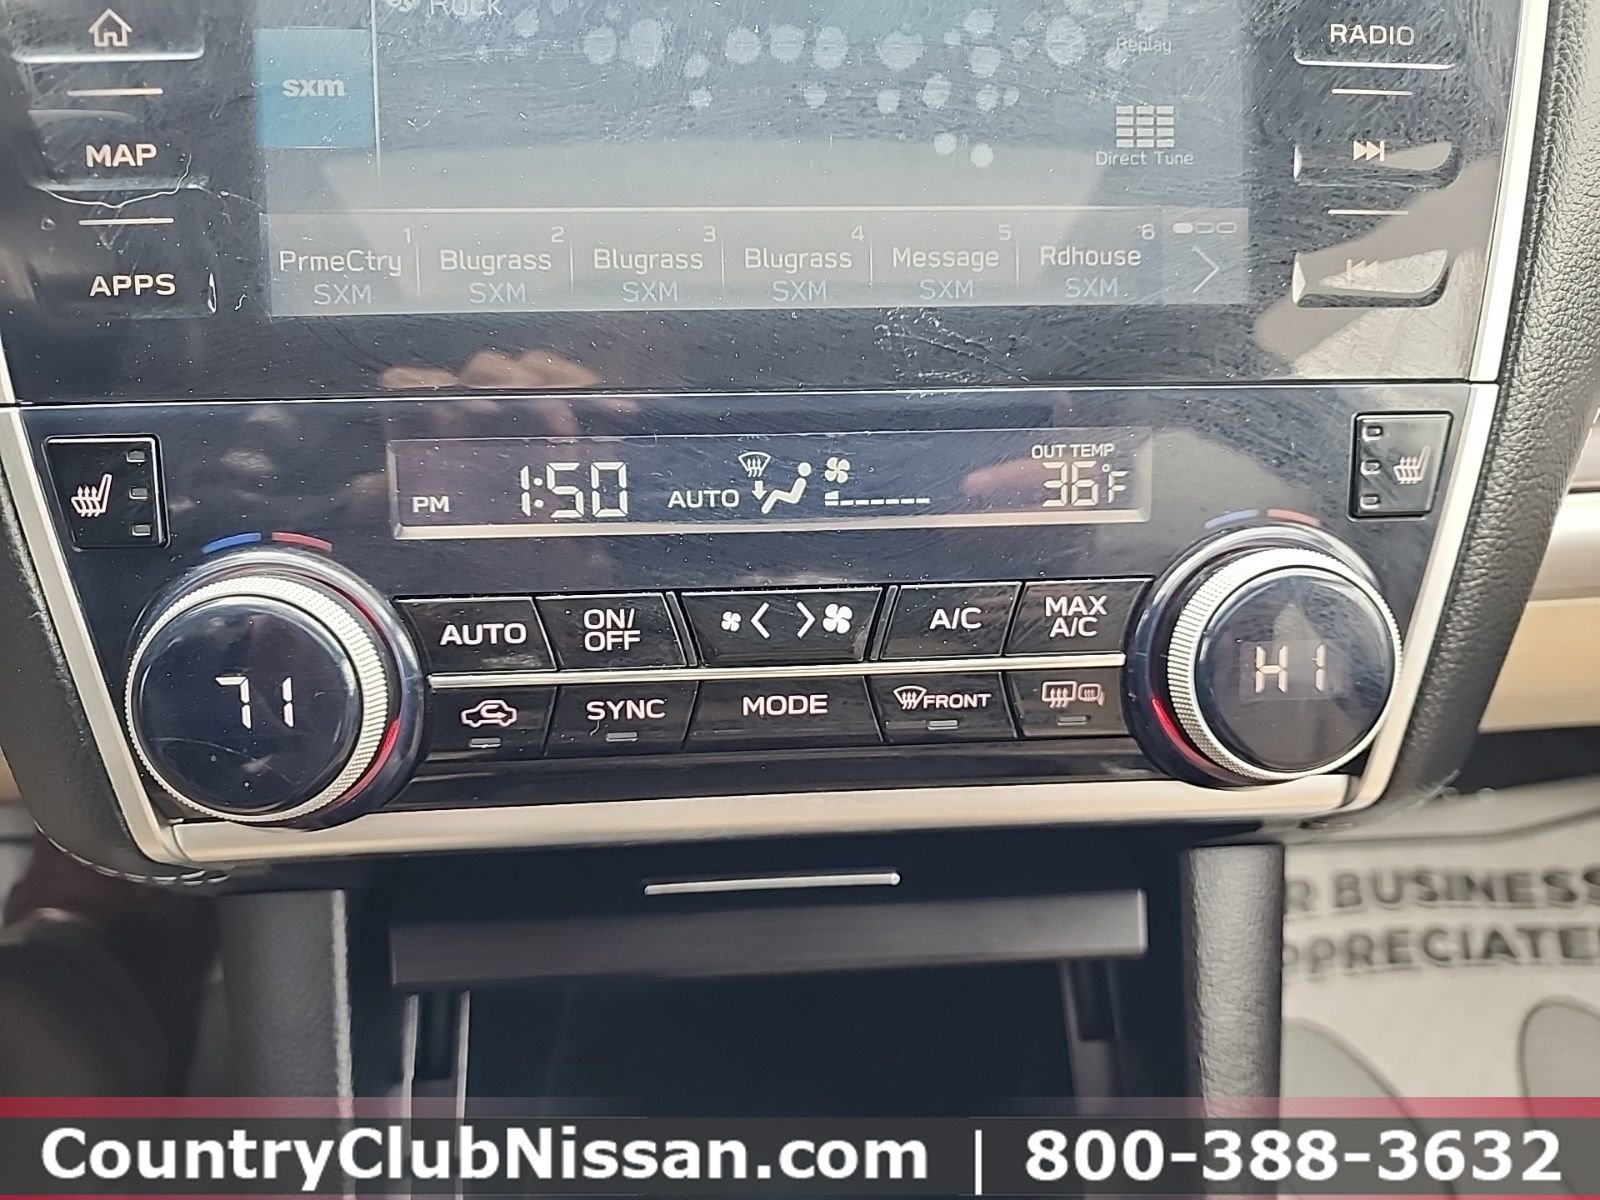 Rock
Replay
RADIO
sxm
MAP
Direct Tune
APPS
1 2 3 4 5 6
PrmeCtry Blugrass Blugrass Blugrass Message Rdhouse
SXM SXM SXM SXM SXM SXM
OUT TEMP
PM 1:50 AUTO 36°F
AUTO ON/OFF A/C MAX A/C
71 HI
SYNC MODE FRONT
R BUSINESS
PPRECIATE
CountryClubNissan.com | 800-388-3632